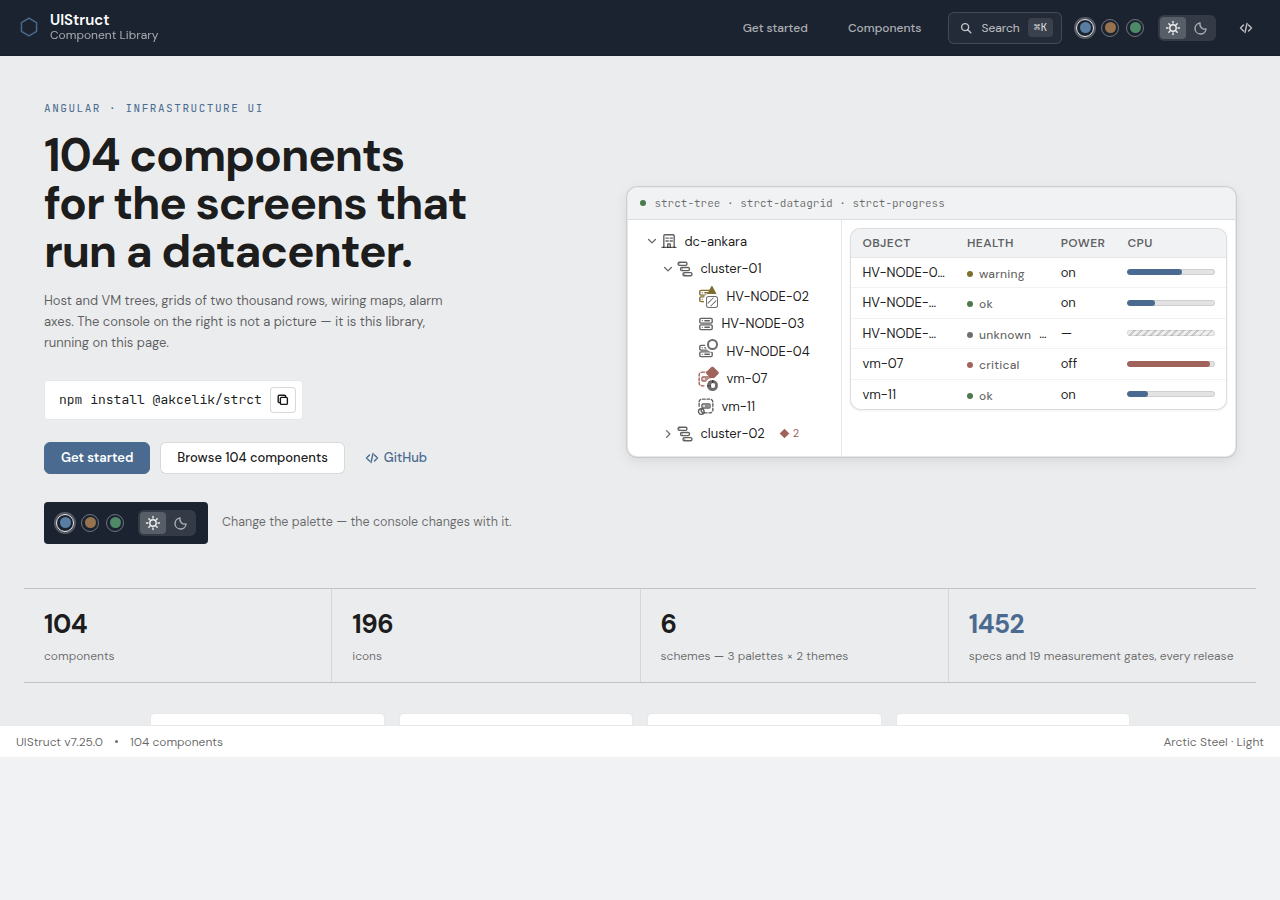 UIStruct
Component Library
Get started
Components
Search ⌘K
ANGULAR · INFRASTRUCTURE UI
104 components
for the screens that
run a datacenter.
Host and VM trees, grids of two thousand rows, wiring maps, alarm
axes. The console on the right is not a picture — it is this library,
running on this page.
npm install @akcelik/strct
Get started
Browse 104 components
GitHub
Change the palette — the console changes with it.
strct-tree · strct-datagrid · strct-progress
dc-ankara
cluster-01
HV-NODE-02
HV-NODE-03
HV-NODE-04
vm-07
vm-11
cluster-02 2
OBJECT HEALTH POWER CPU
HV-NODE-0… warning on
HV-NODE-… ok on
HV-NODE-… unknown … —
vm-07 critical off
vm-11 ok on
104
components
196
icons
6
schemes — 3 palettes × 2 themes
1452
specs and 19 measurement gates, every release
UIStruct v7.25.0 • 104 components
Arctic Steel · Light